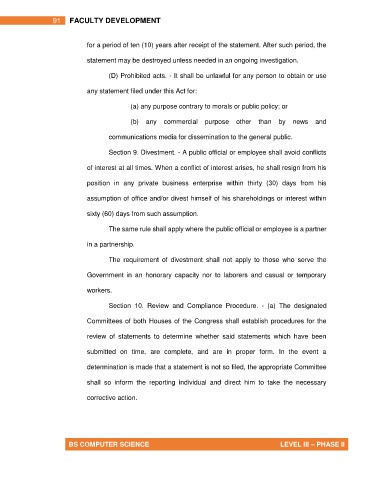 91 FACULTY DEVELOPMENT
for a period of ten (10) years after receipt of the statement. After such period, the
statement may be destroyed unless needed in an ongoing investigation.
(D) Prohibited acts. - It shall be unlawful for any person to obtain or use
any statement filed under this Act for:
(a) any purpose contrary to morals or public policy; or
(b) any commercial purpose other than by news and
communications media for dissemination to the general public.
Section 9. Divestment. - A public official or employee shall avoid conflicts
of interest at all times. When a conflict of interest arises, he shall resign from his
position in any private business enterprise within thirty (30) days from his
assumption of office and/or divest himself of his shareholdings or interest within
sixty (60) days from such assumption.
The same rule shall apply where the public official or employee is a partner
in a partnership.
The requirement of divestment shall not apply to those who serve the
Government in an honorary capacity nor to laborers and casual or temporary
workers.
Section 10. Review and Compliance Procedure. - (a) The designated
Committees of both Houses of the Congress shall establish procedures for the
review of statements to determine whether said statements which have been
submitted on time, are complete, and are in proper form. In the event a
determination is made that a statement is not so filed, the appropriate Committee
shall so inform the reporting individual and direct him to take the necessary
corrective action.
BS COMPUTER SCIENCE LEVEL III – PHASE II